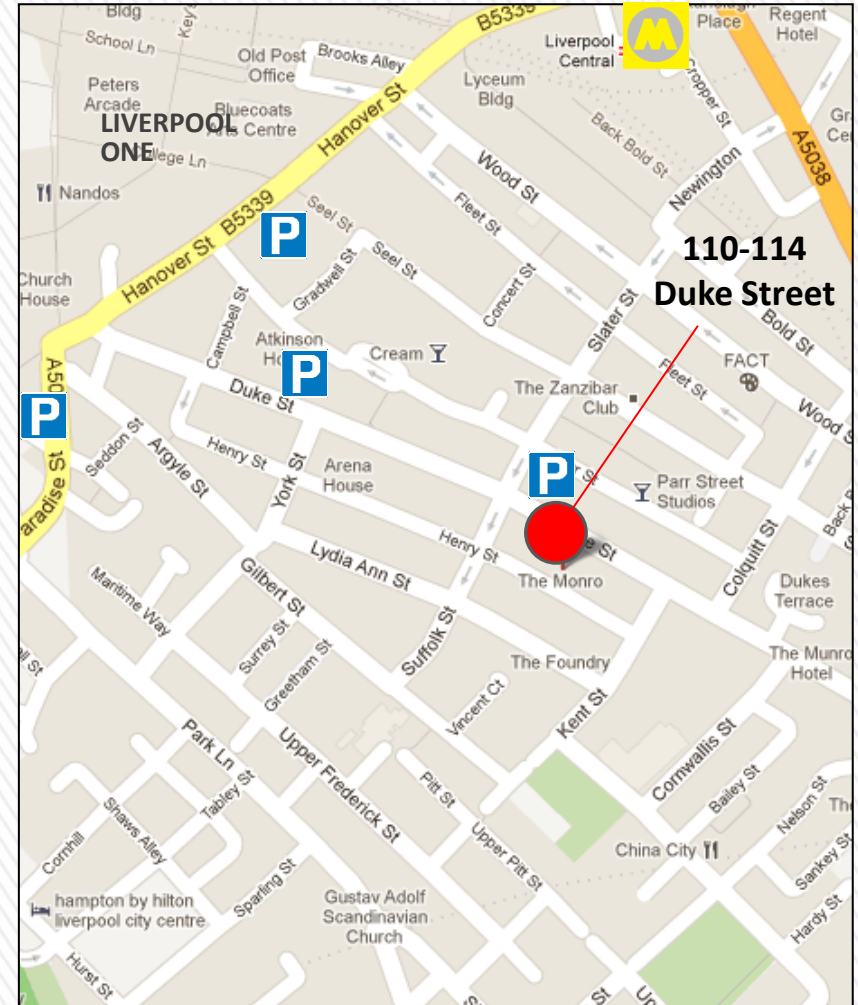 Bldg
School Ln
Keys
Old Post
Office
Brooks Alley
B5339
Liverpool
Central
M
Place
Regent
Hotel
Peters
Arcade
LIVERPOOL
ONE
Bluecoats
Arts Centre
College Ln
Hanover St
Lyceum
Bldg
Cropper St
Back Bold St
A5038
Nandos
Wood St
Newington
Fleet St
Hanover St
B5339
P
Seel St
Seel St
Gradwell St
Church
House
Concert St
Slater St
110-114
Duke Street
Bold St
Campbell St
Atkinson
P
Cream
FACT
Fleet St
Wood S
The Zanzibar
Club
Duke St
P
Seddon St
Argyle St
Henry St
York St
Arena
House
P
Parr Street
Studios
aradise St
Henry St
The Monro
Colquitt St
Lydia Ann St
Gilbert St
Maritime Way
Dukes
Terrace
Surrey St
Greetham St
Suffolk St
The Foundry
The Munro
Hotel
Vincent Ct
Kent St
Park Ln
Upper Frederick St
Cornwallis St
Bailey St
Tabley St
Pitt St
Nelson St
Shaws Alley
Upper Pitt St
China City
Cornhill
Sankey St
Sparling St
hampton by hilton
liverpool city centre
Gustav Adolf
Scandinavian
Church
Hardy St
Hurst St
St